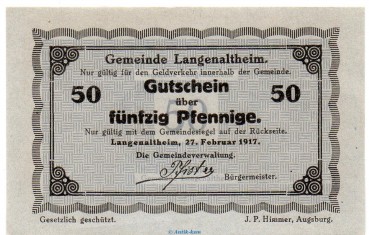 Gemeinde Langenaltheim.
Nur gültig für den Geldverkehr innerhalb der Gemeinde.
50 Gutschein 50
über
fünfzig Pfennige.
Nur gültig mit dem Gemeindesiegel auf der Rückseite.
Langenaltheim, 27. Februar 1917.
Die Gemeindeverwaltung.
Pfister
Bürgermeister.
Gesetzlich geschützt. J. P. Himmer, Augsburg.